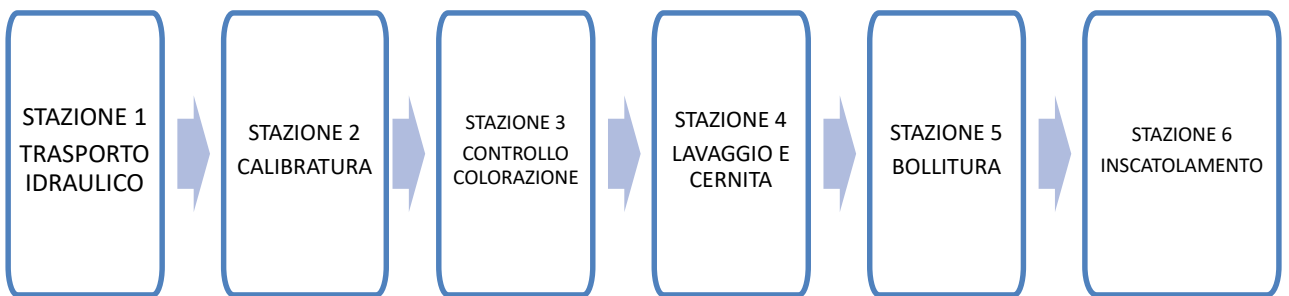 STAZIONE 1
TRASPORTO
IDRAULICO
STAZIONE 2
CALIBRATURA
STAZIONE 3
CONTROLLO
COLORAZIONE
STAZIONE 4
LAVAGGIO E
CERNITA
STAZIONE 5
BOLLITURA
STAZIONE 6
INSCATOLAMENTO